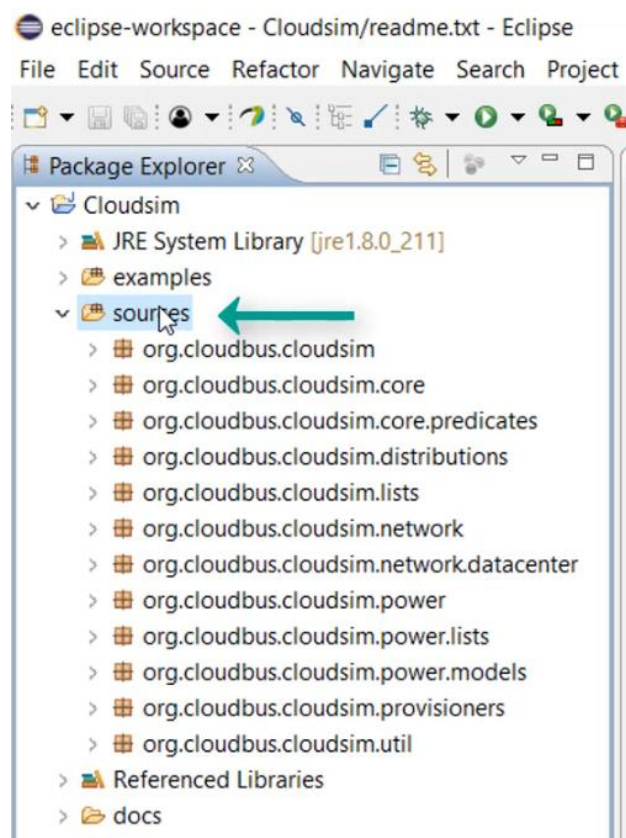 eclipse-workspace - Cloudsim/readme.txt - Eclipse
File Edit Source Refactor Navigate Search Project
Package Explorer
Cloudsim
JRE System Library [jre1.8.0_211]
examples
sources
org.cloudbus.cloudsim
org.cloudbus.cloudsim.core
org.cloudbus.cloudsim.core.predicates
org.cloudbus.cloudsim.distributions
org.cloudbus.cloudsim.lists
org.cloudbus.cloudsim.network
org.cloudbus.cloudsim.network.datacenter
org.cloudbus.cloudsim.power
org.cloudbus.cloudsim.power.lists
org.cloudbus.cloudsim.power.models
org.cloudbus.cloudsim.provisioners
org.cloudbus.cloudsim.util
Referenced Libraries
docs